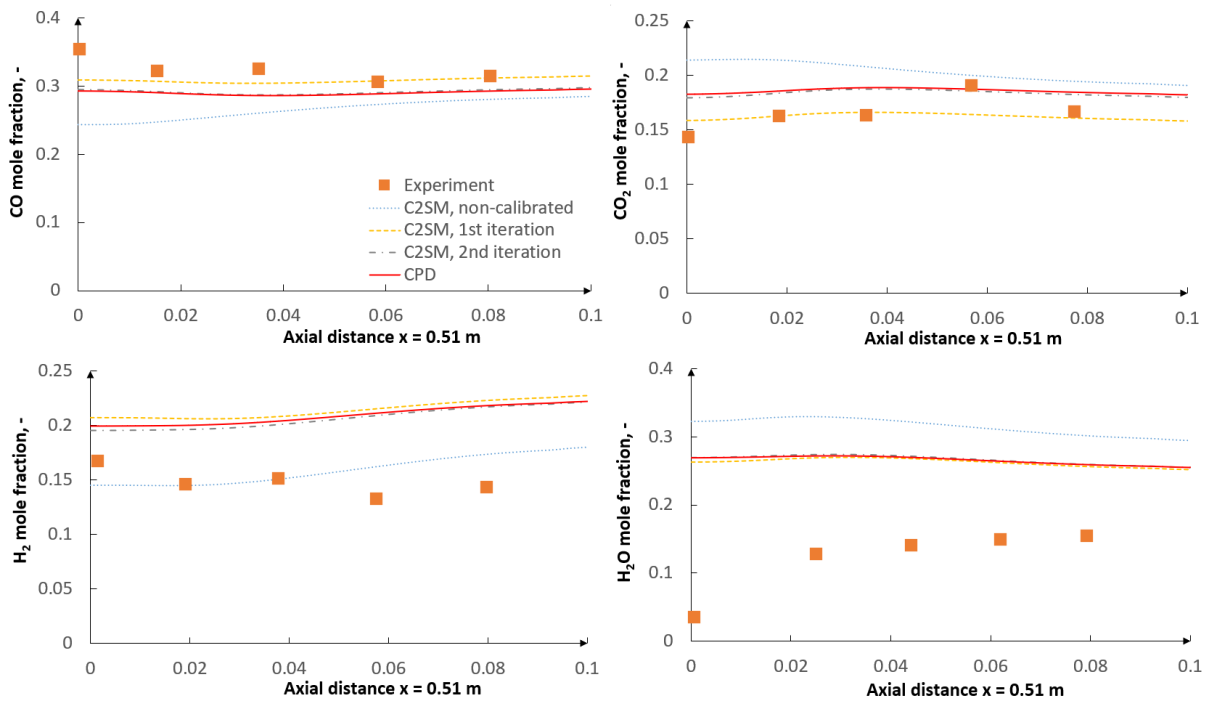 0.4
0.3
0.2
0.1
0
CO mole fraction, -
Experiment
C2SM, non-calibrated
C2SM, 1st iteration
C2SM, 2nd iteration
CPD
0 0.02 0.04 0.06 0.08 0.1
Axial distance x = 0.51 m
0.25
0.2
0.15
0.1
0.05
0
CO₂ mole fraction, -
0 0.02 0.04 0.06 0.08 0.1
Axial distance x = 0.51 m
0.25
0.2
0.15
0.1
0.05
0
H₂ mole fraction, -
0 0.02 0.04 0.06 0.08 0.1
Axial distance x = 0.51 m
0.4
0.3
0.2
0.1
0
H₂O mole fraction, -
0 0.02 0.04 0.06 0.08 0.1
Axial distance x = 0.51 m